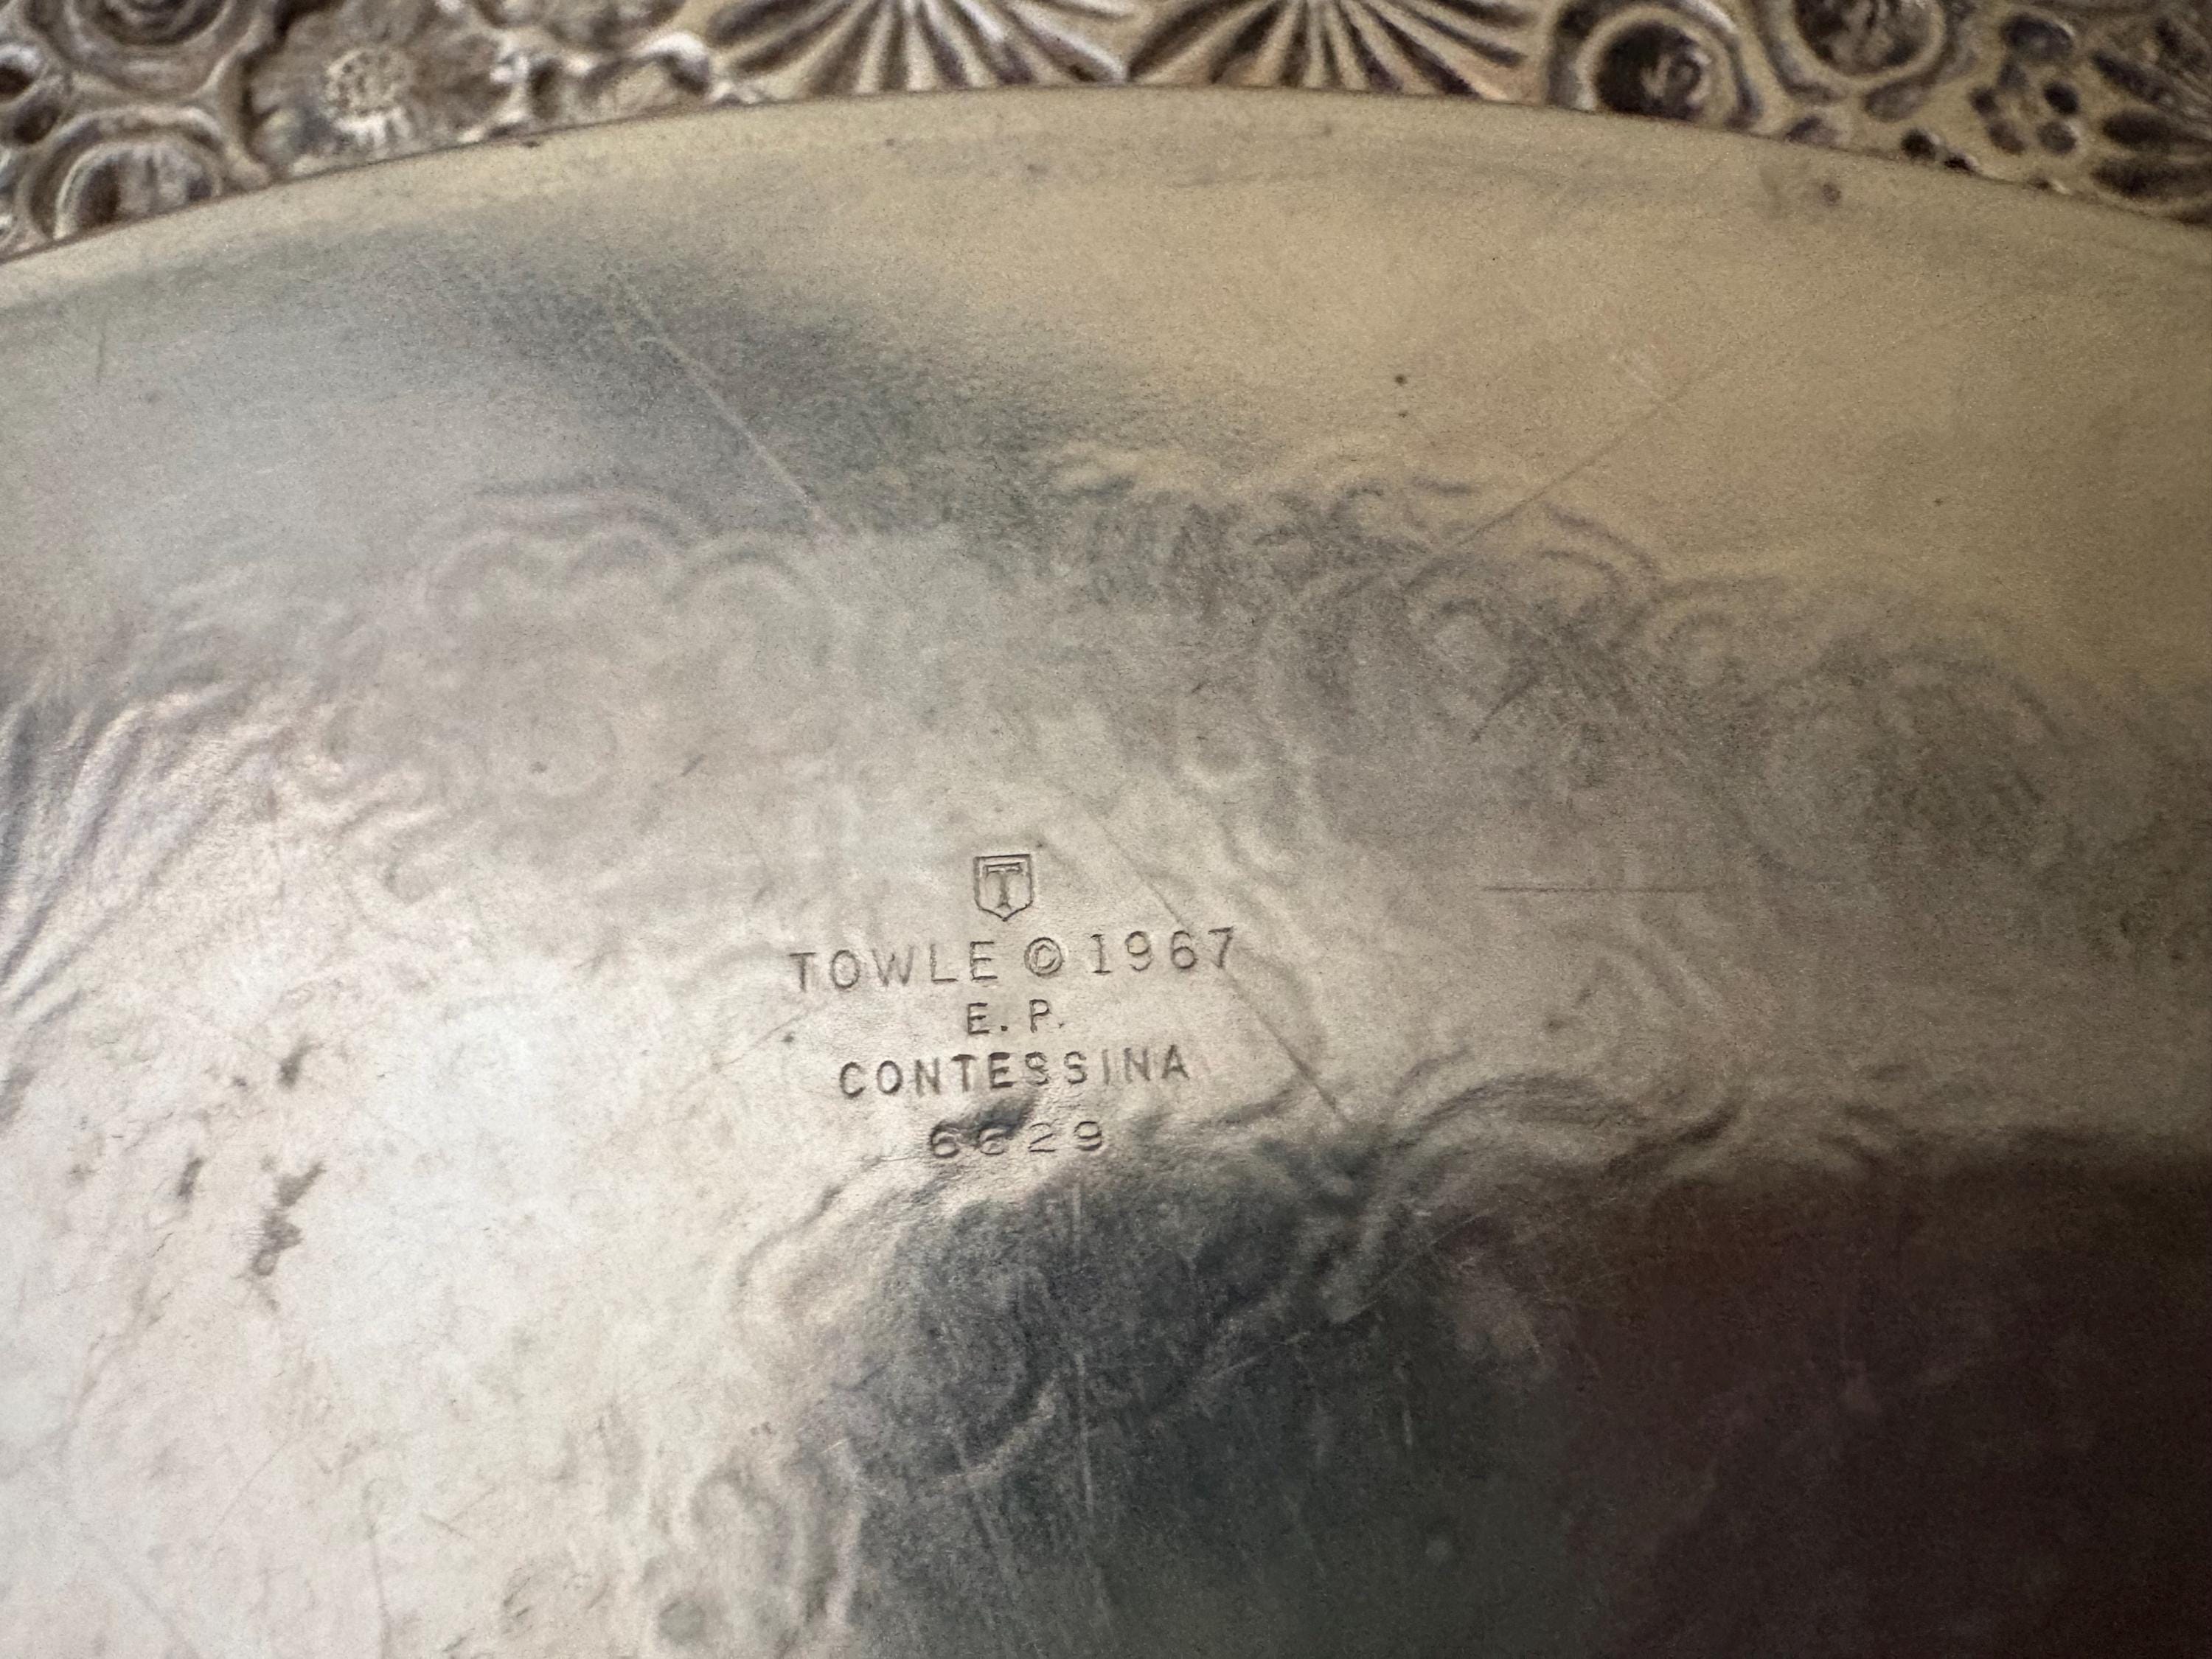 T
TOWLE © 1967
E. P.
CONTESSINA
6629